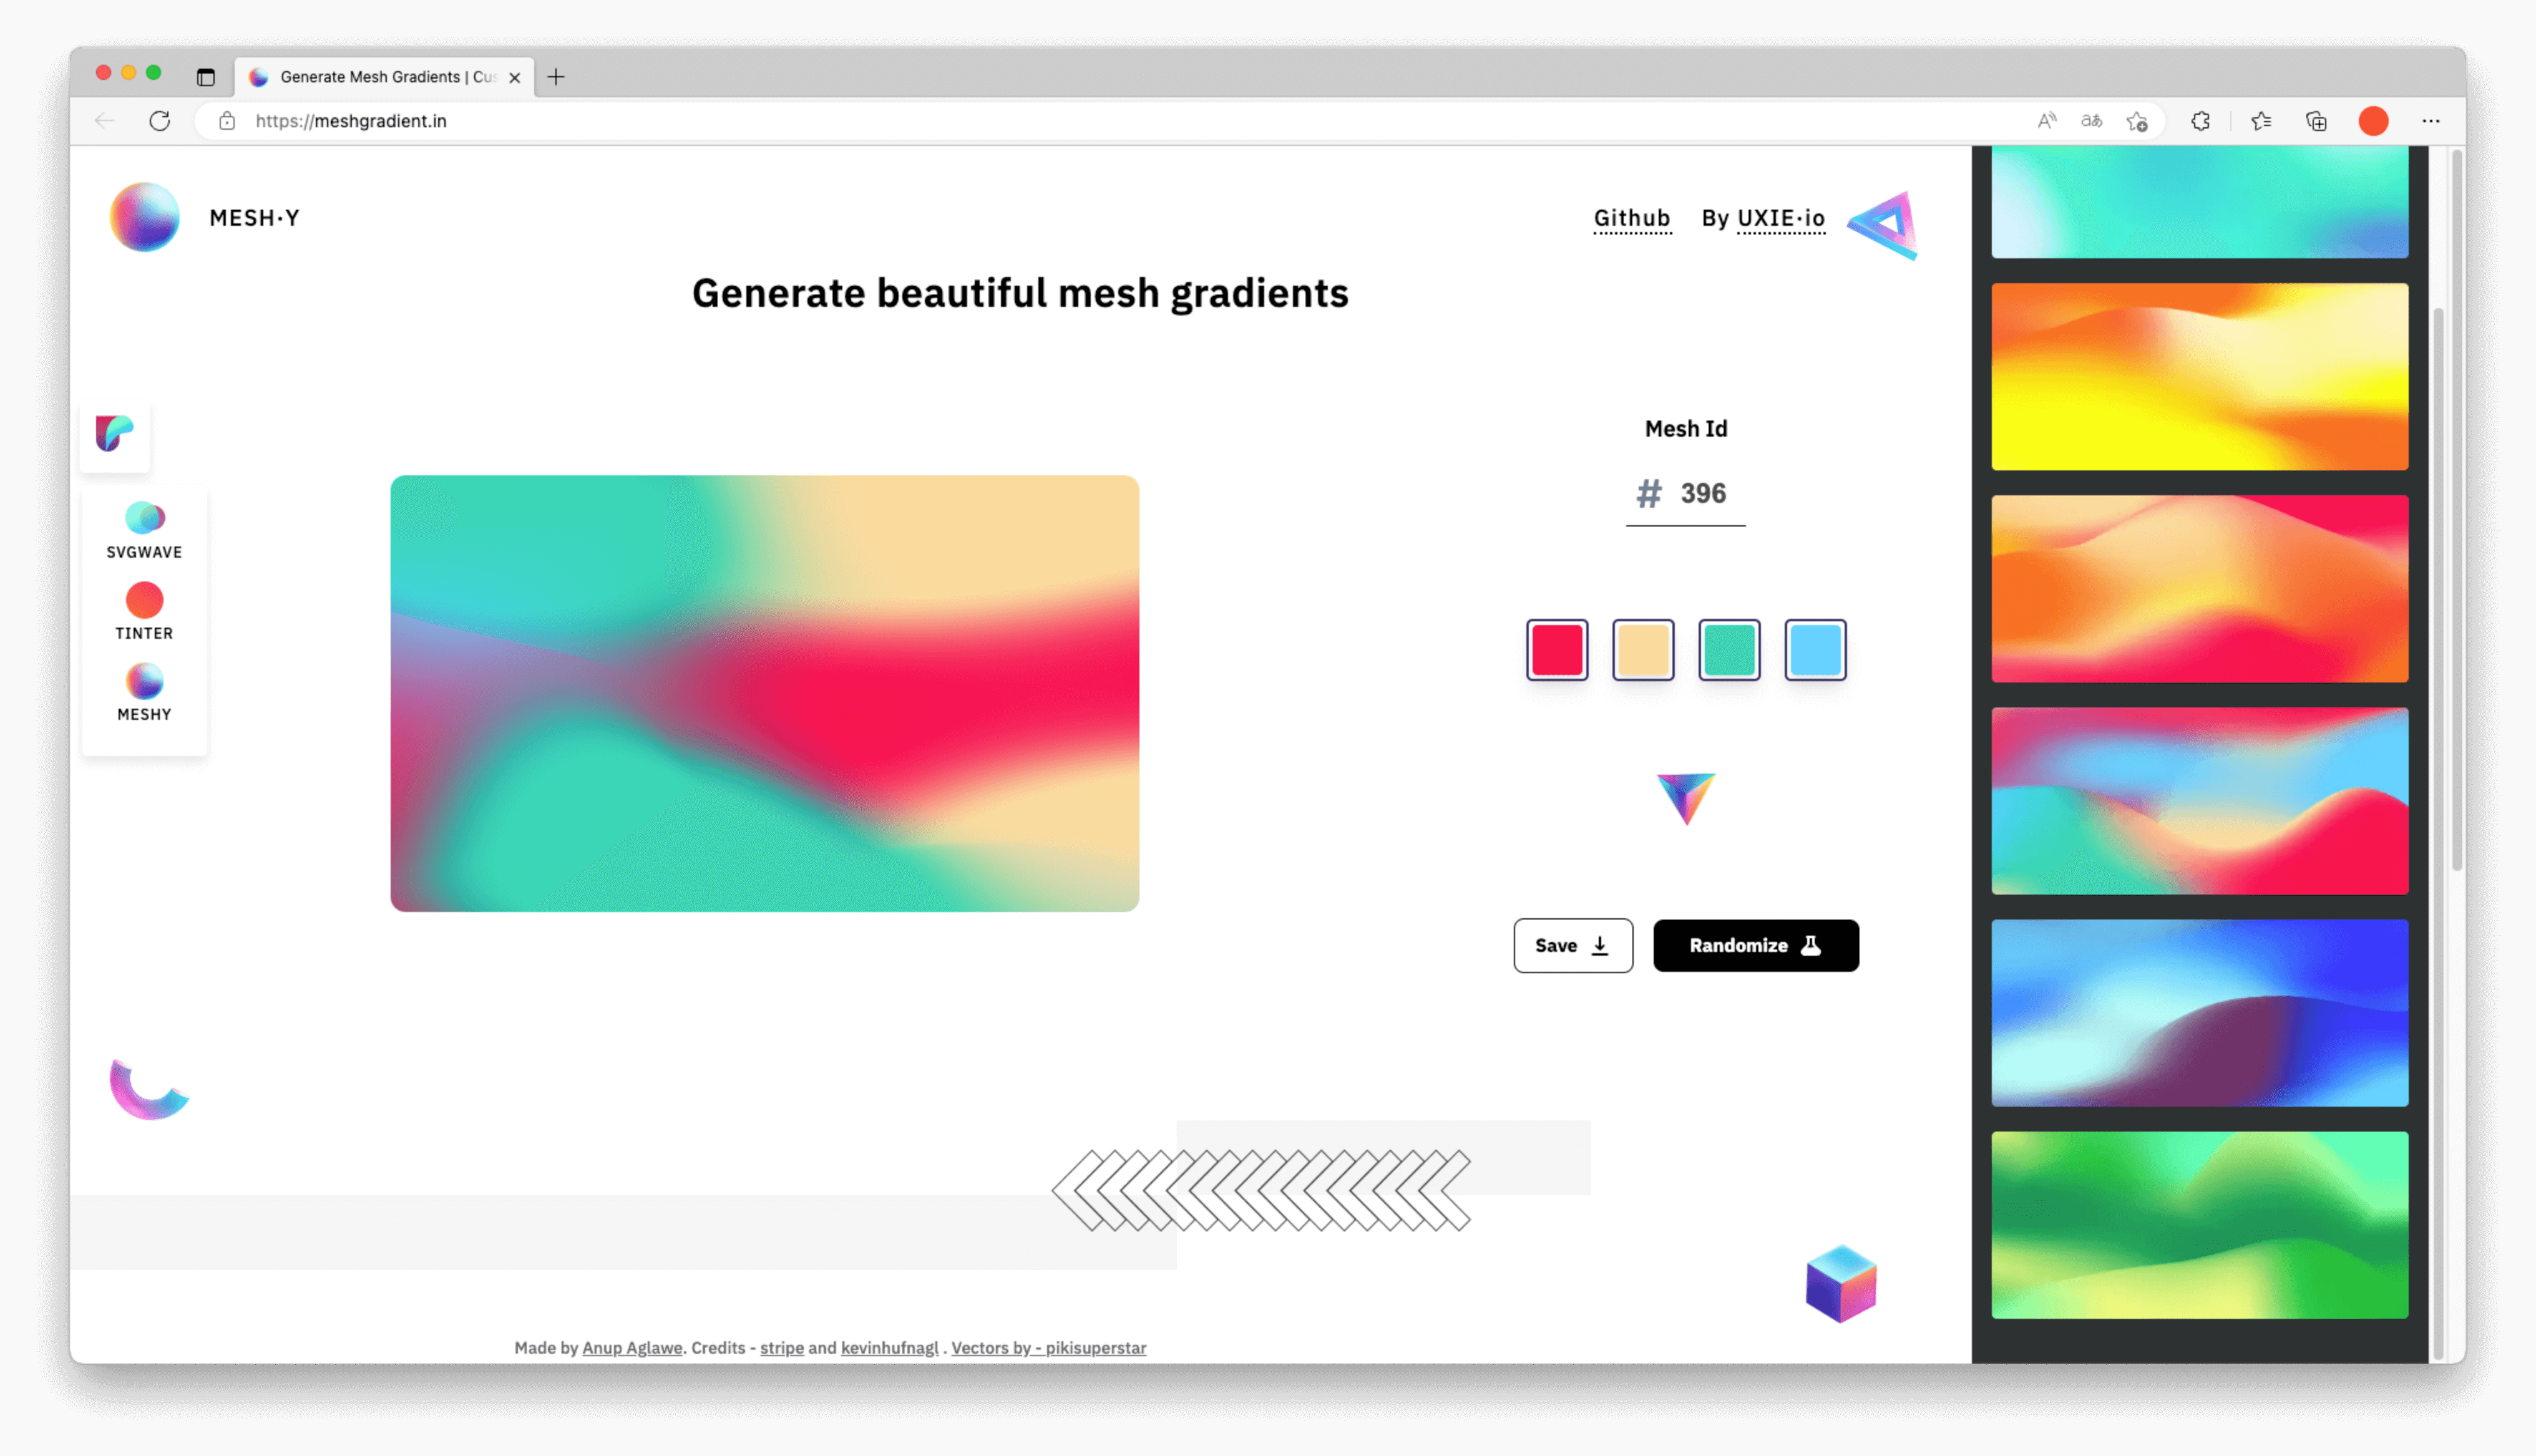 Generate Mesh Gradients | Cus
https://meshgradient.in
MESH·Y
Github By UXIE·io
Generate beautiful mesh gradients
Mesh Id
# 396
SVGWAVE
TINTER
MESHY
Save
Randomize
Made by Anup Aglawe. Credits - stripe and kevinhufnagl . Vectors by - pikisuperstar